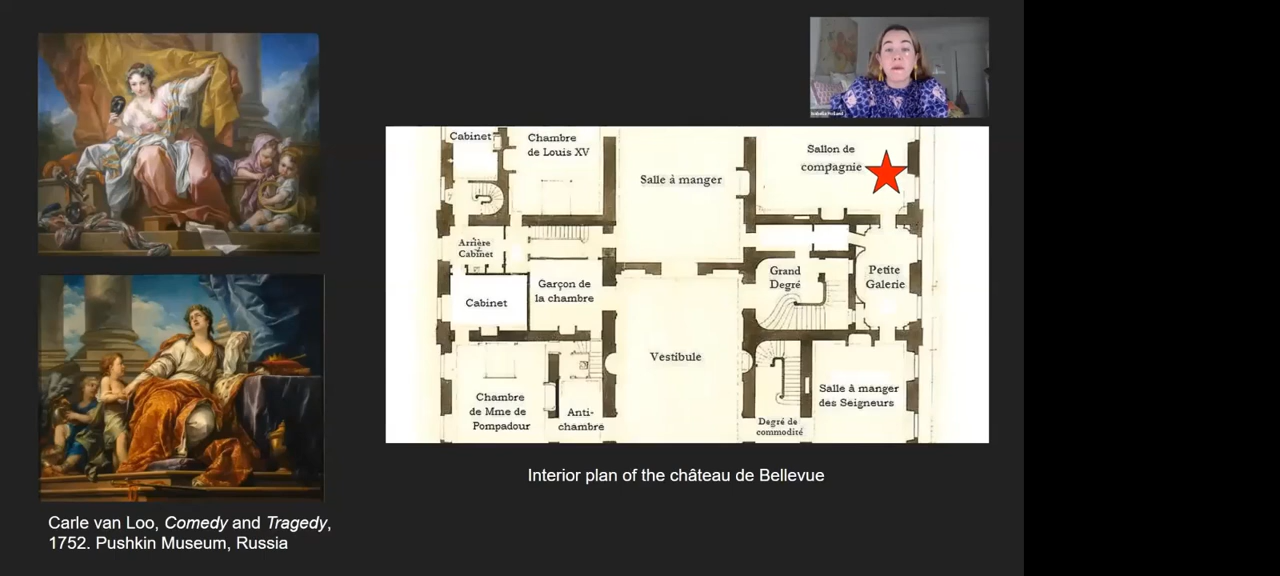 Isabella Holland
Cabinet
Chambre
de Louis XV
Salle à manger
Sallon de
compagnie
Arrière
Cabinet
Garçon de
la chambre
Cabinet
Grand
Degré
Petite
Galerie
Vestibule
Chambre
de Mme de
Pompadour
Anti-
chambre
Degré de
commodité
Salle à manger
des Seigneurs
Interior plan of the château de Bellevue
Carle van Loo, Comedy and Tragedy,
1752. Pushkin Museum, Russia